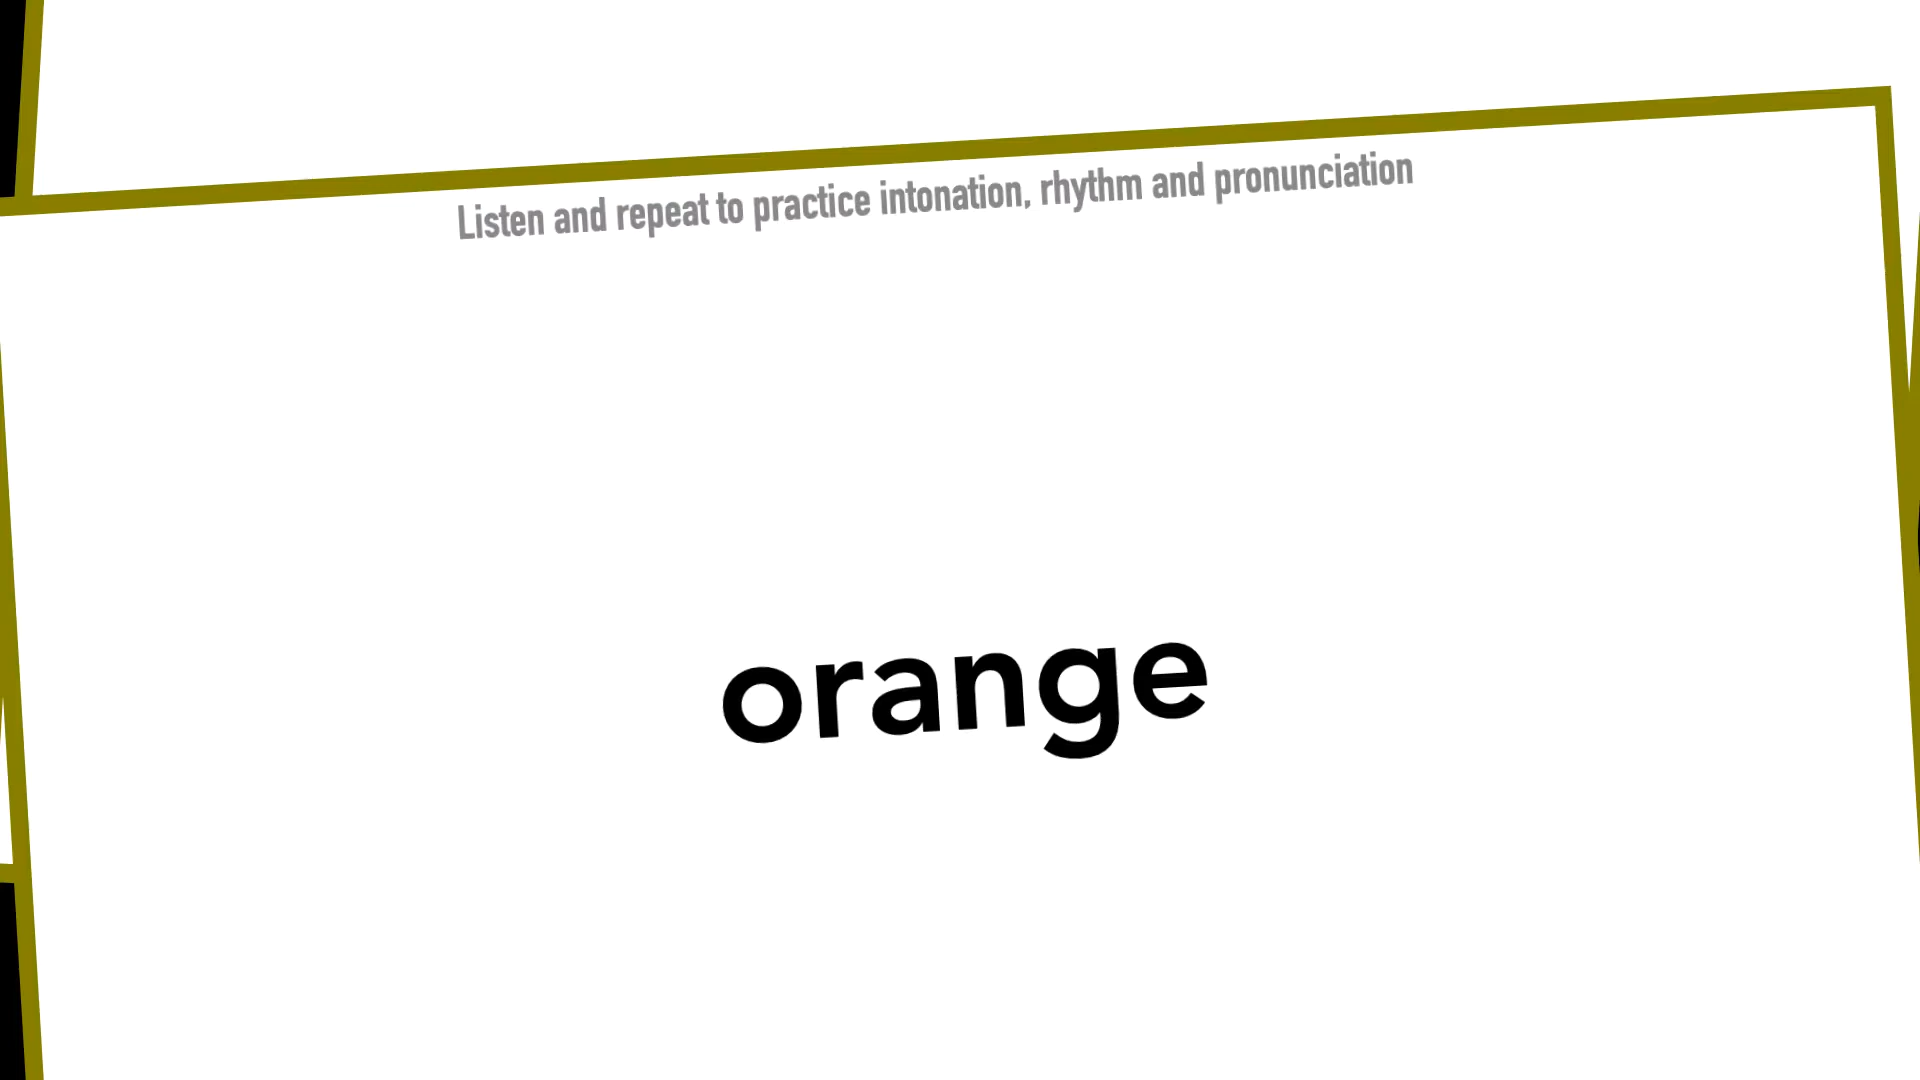 Listen and repeat to practice intonation, rhythm and pronunciation
orange